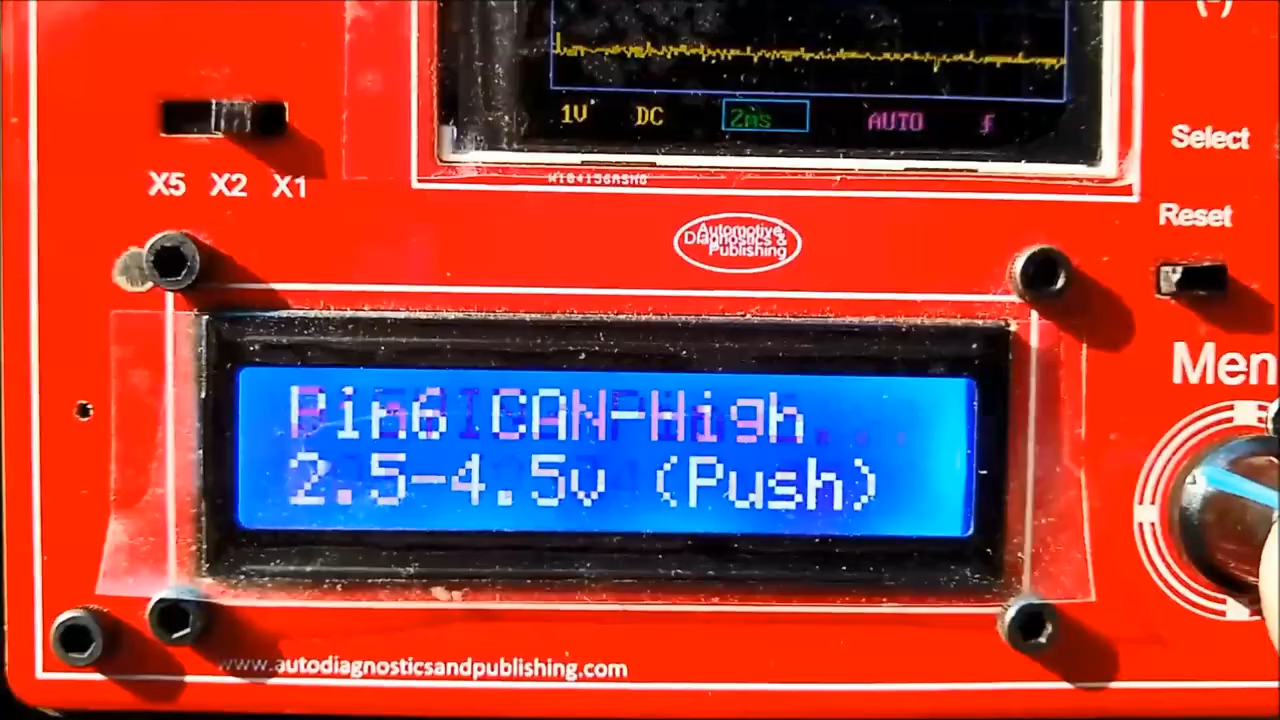 (-)
1V DC 2ms AUTO
Select
X5 X2 X1
Reset
Automotive
Diagnostics &
Publishing
Men
Pin6 CAN-High
2.5-4.5v (Push)
www.autodiagnosticsandpublishing.com